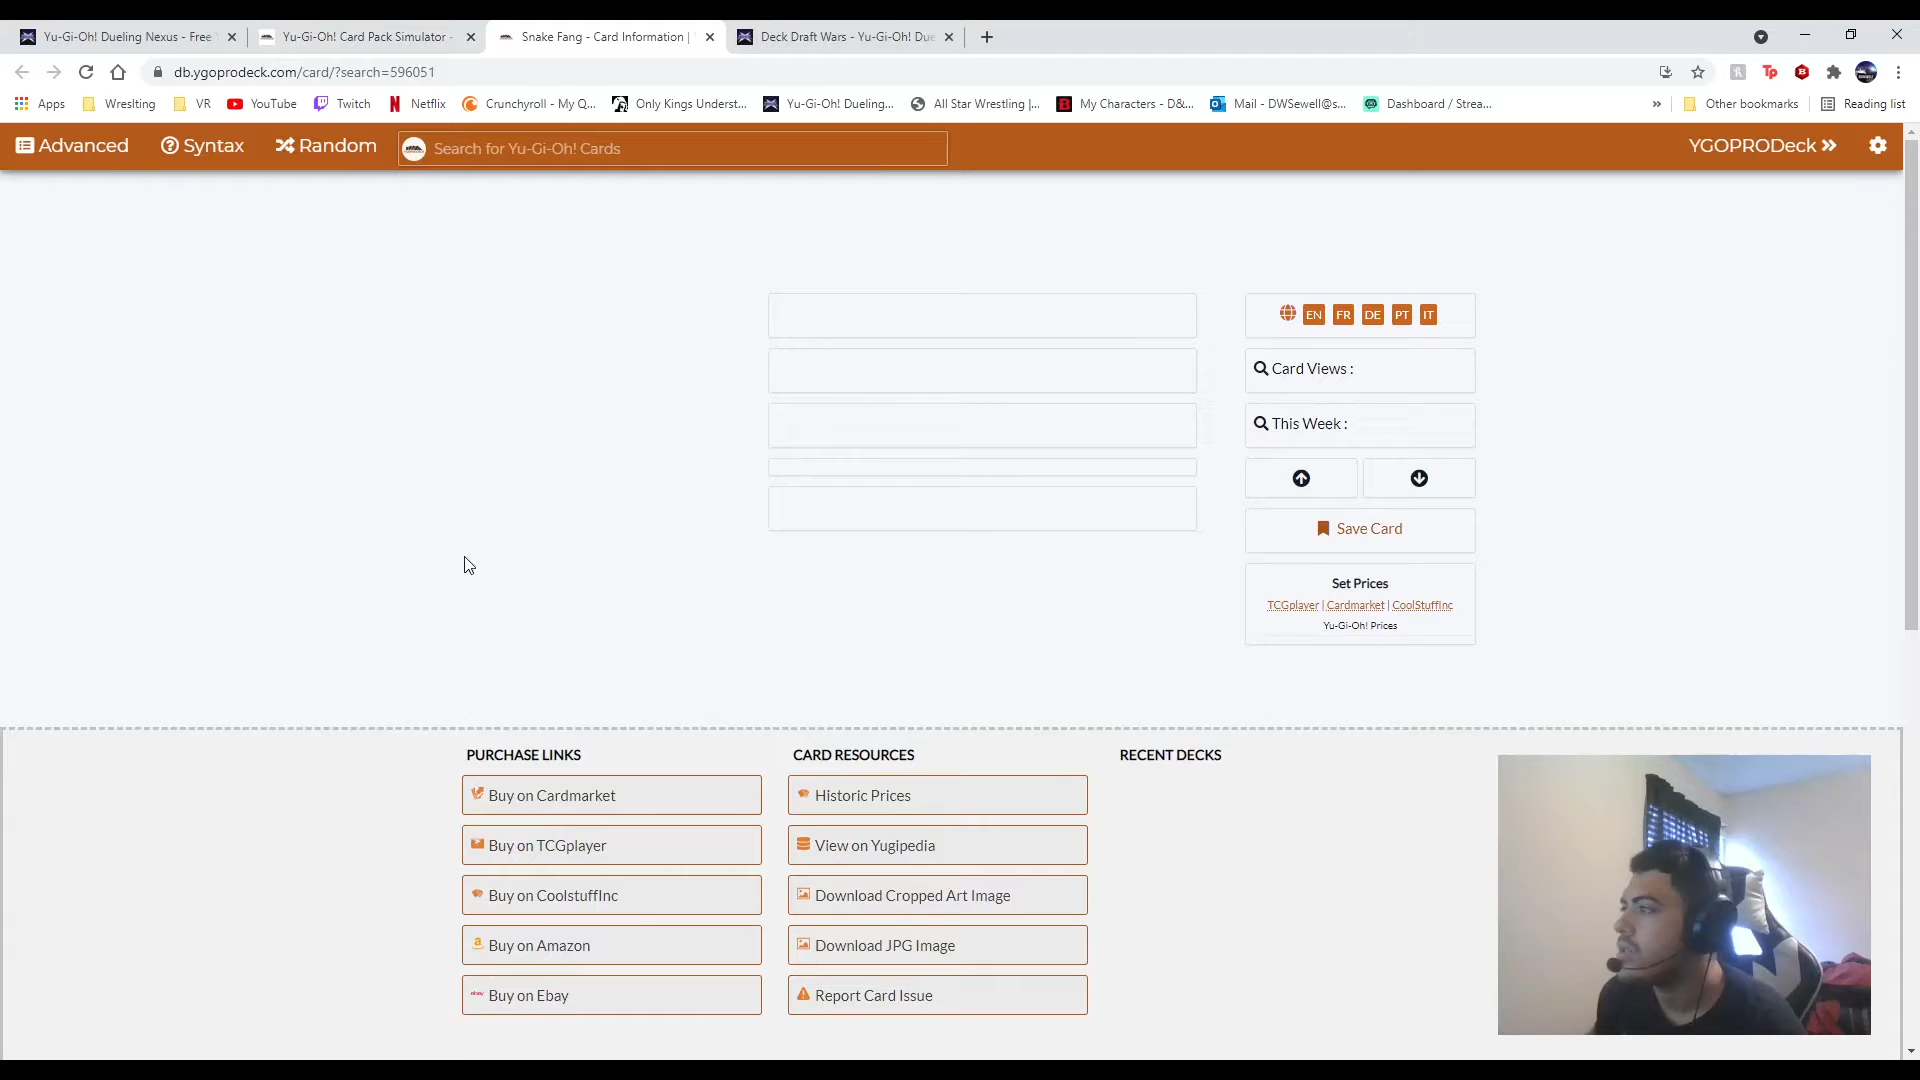 Yu-Gi-Oh! Dueling Nexus - Free
Yu-Gi-Oh! Card Pack Simulator -
Snake Fang - Card Information |
Deck Draft Wars - Yu-Gi-Oh! Due
db.ygoprodeck.com/card/?search=596051
Apps
Wreslting
VR
YouTube
Twitch
Netflix
Crunchyroll - My Q...
Only Kings Underst...
Yu-Gi-Oh! Dueling...
All Star Wrestling |...
My Characters - D&...
Mail - DWSewell@s...
Dashboard / Strea...
Other bookmarks
Reading list
Advanced
Syntax
Random
Search for Yu-Gi-Oh! Cards
YGOPRODeck
EN FR DE PT IT
Card Views :
This Week :
Save Card
Set Prices
TCGplayer | Cardmarket | CoolStuffInc
Yu-Gi-Oh! Prices
PURCHASE LINKS
Buy on Cardmarket
Buy on TCGplayer
Buy on CoolstuffInc
Buy on Amazon
Buy on Ebay
CARD RESOURCES
Historic Prices
View on Yugipedia
Download Cropped Art Image
Download JPG Image
Report Card Issue
RECENT DECKS